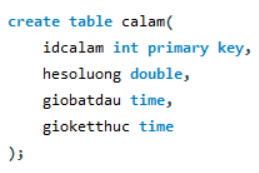 create table calam(
    idcalam int primary key,
    hesoluong double,
    giobatdau time,
    gioketthuc time
);